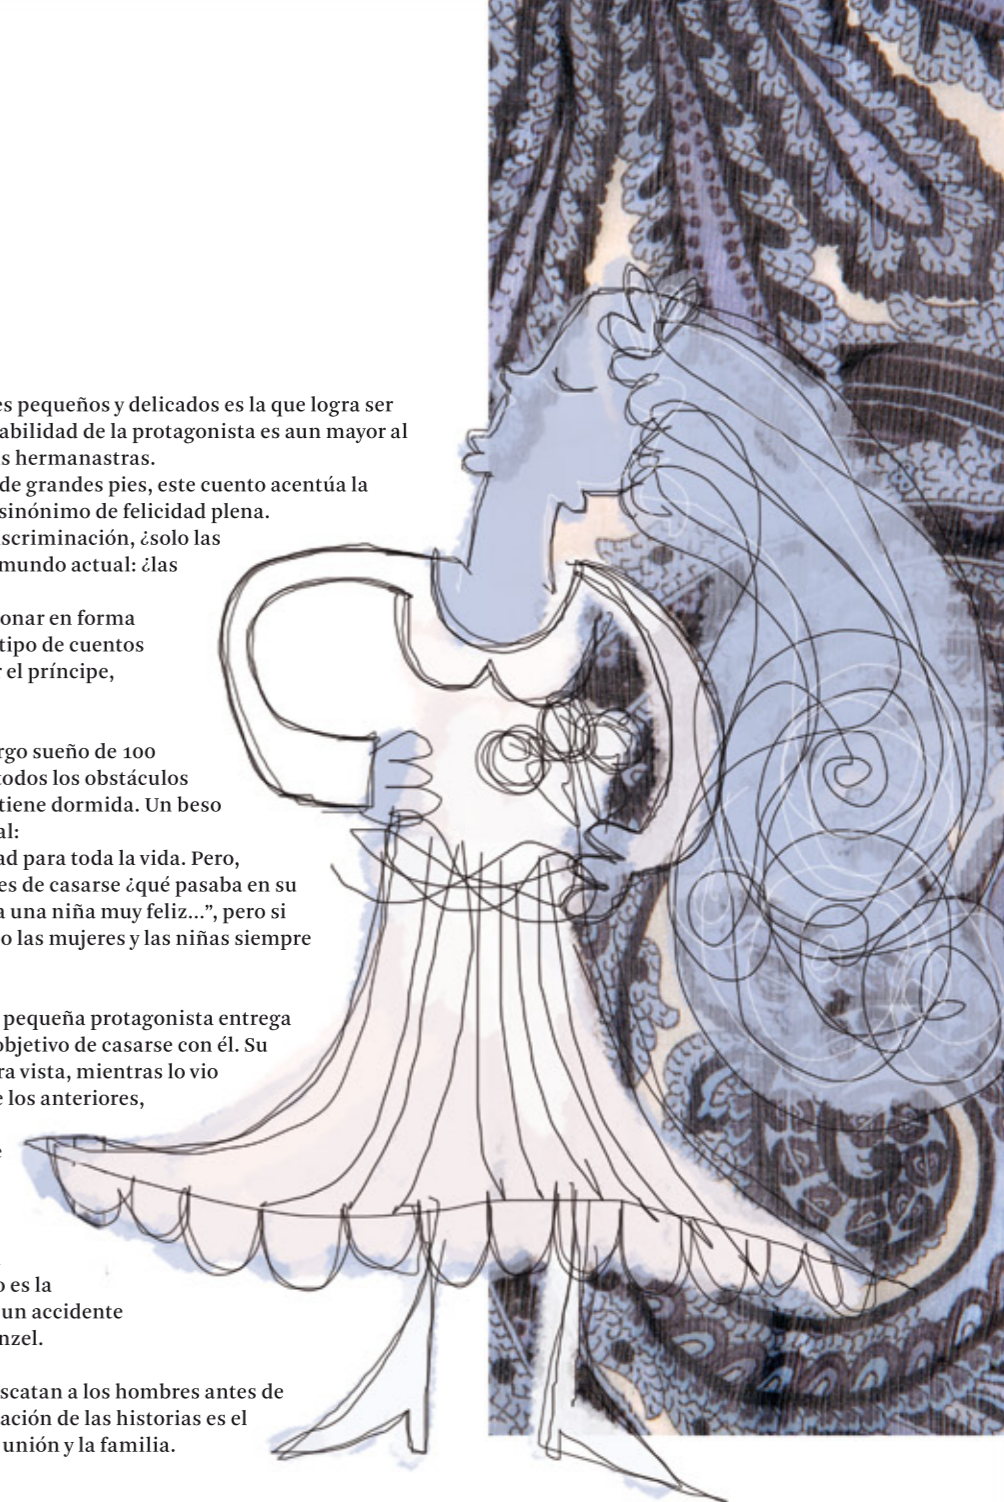 es pequeños y delicados es la que logra ser
abilidad de la protagonista es aun mayor al
s hermanastras.
de grandes pies, este cuento acentúa la
sinónimo de felicidad plena.
scriminación, ¿solo las
mundo actual: ¿las
onar en forma
tipo de cuentos
r el príncipe,
rgo sueño de 100
todos los obstáculos
tiene dormida. Un beso
al:
ad para toda la vida. Pero,
es de casarse ¿qué pasaba en su
a una niña muy feliz...”, pero si
o las mujeres y las niñas siempre
pequeña protagonista entrega
objetivo de casarse con él. Su
ra vista, mientras lo vio
e los anteriores,
e
o es la
un accidente
nzel.
scatan a los hombres antes de
ación de las historias es el
unión y la familia.